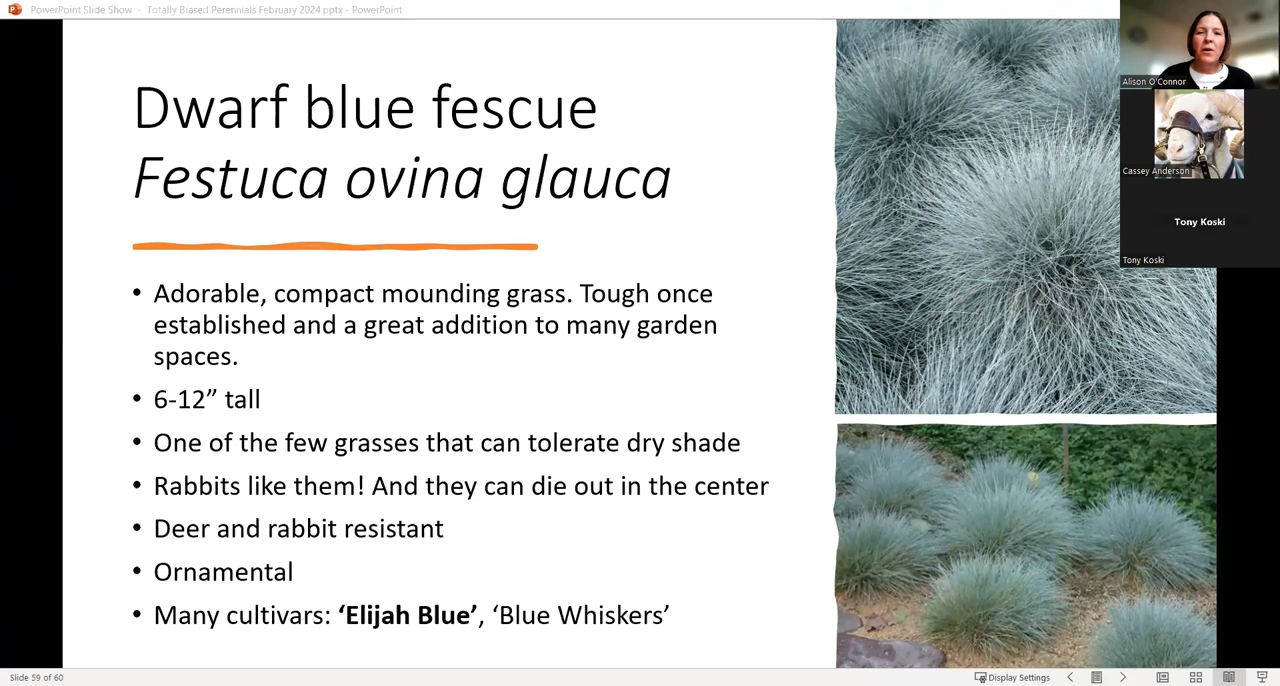 PowerPoint Slide Show - Totally Biased Perennials February 2024.pptx - PowerPoint
Dwarf blue fescue
Festuca ovina glauca
• Adorable, compact mounding grass. Tough once
established and a great addition to many garden
spaces.
• 6-12” tall
• One of the few grasses that can tolerate dry shade
• Rabbits like them! And they can die out in the center
• Deer and rabbit resistant
• Ornamental
• Many cultivars: ‘Elijah Blue’, ‘Blue Whiskers’
Alison O'Connor
Cassey Anderson
Tony Koski
Tony Koski
Slide 59 of 60
Display Settings